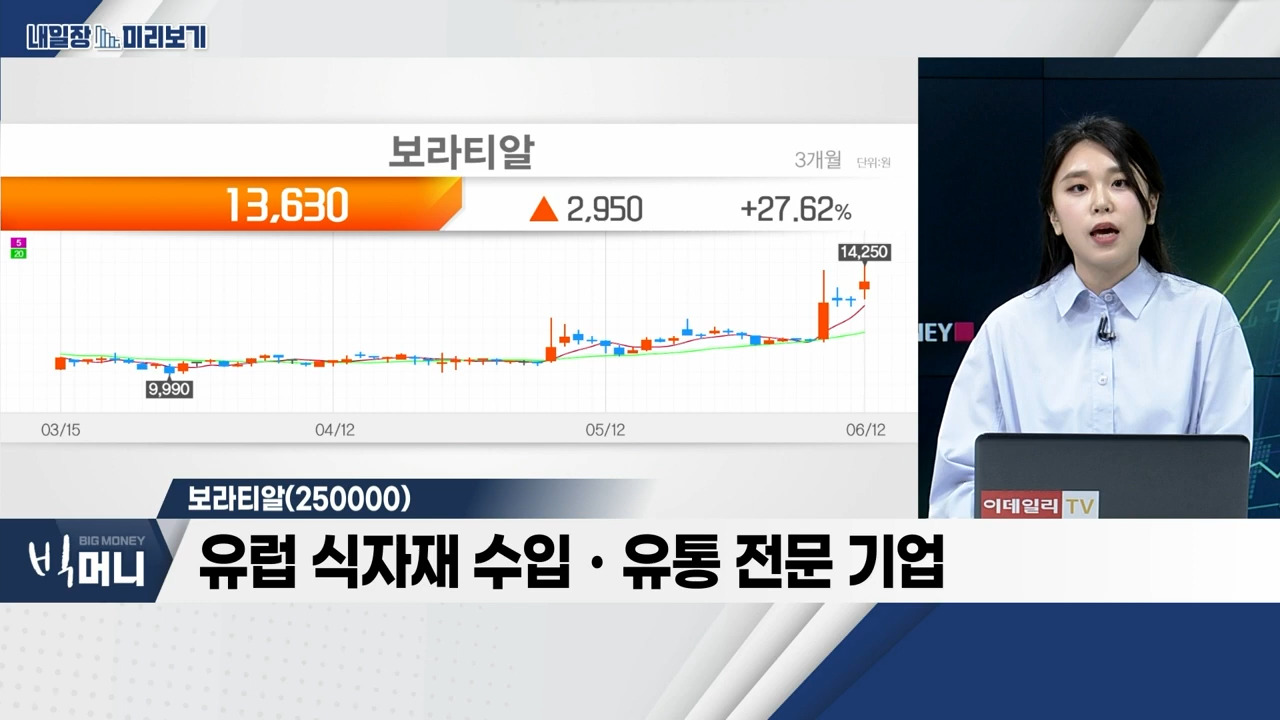 내일장 미리보기
보라티알
3개월 단위:원
13,630 ▲ 2,950 +27.62%
5
20
14,250
9,990
03/15 04/12 05/12 06/12
NEY
이데일리 TV
보라티알(250000)
BIG MONEY
빅머니
유럽 식자재 수입 · 유통 전문 기업